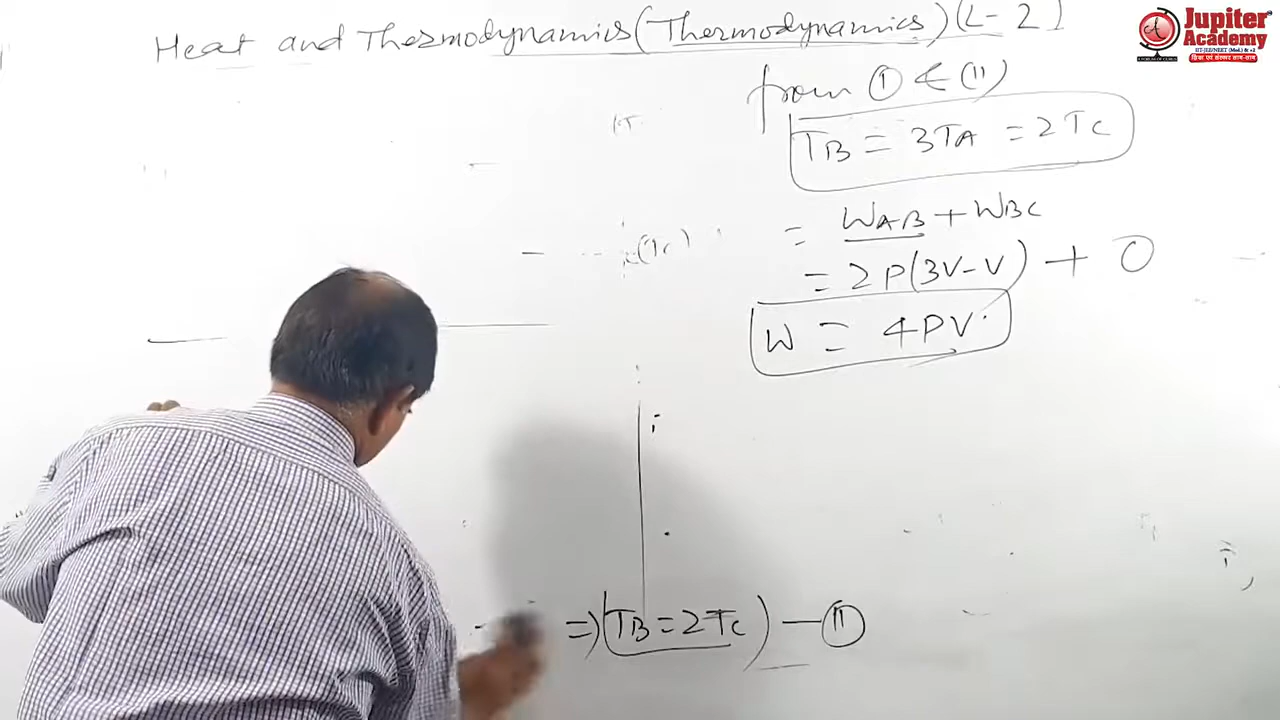 Heat and Thermodynamics (Thermodynamics) (L-2)
Jupiter
Academy
from (I) & (II)
TB = 3TA = 2TC
(TC)
= WAB + WBC
= 2P(3V-V) + 0
W = 4PV.
=> TB = 2TC) — (II)